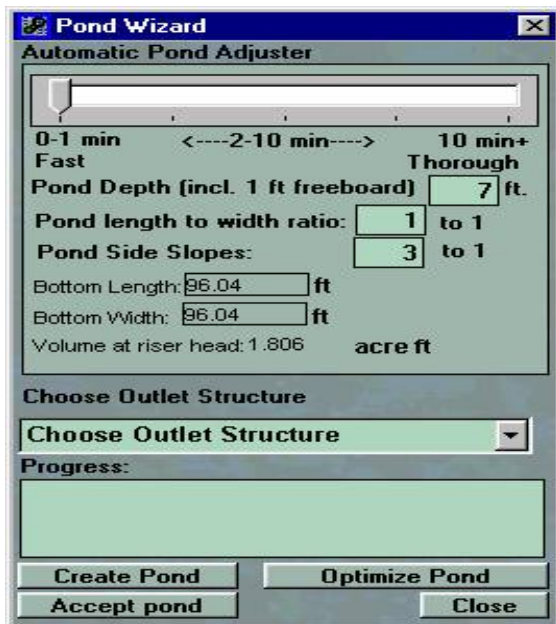 Pond Wizard
Automatic Pond Adjuster
0-1 min <----2-10 min----> 10 min+
Fast Thorough
Pond Depth (incl. 1 ft freeboard) 7 ft.
Pond length to width ratio: 1 to 1
Pond Side Slopes: 3 to 1
Bottom Length: 96.04 ft
Bottom Width: 96.04 ft
Volume at riser head: 1.806 acre ft
Choose Outlet Structure
Choose Outlet Structure
Progress:
Create Pond Optimize Pond
Accept pond Close